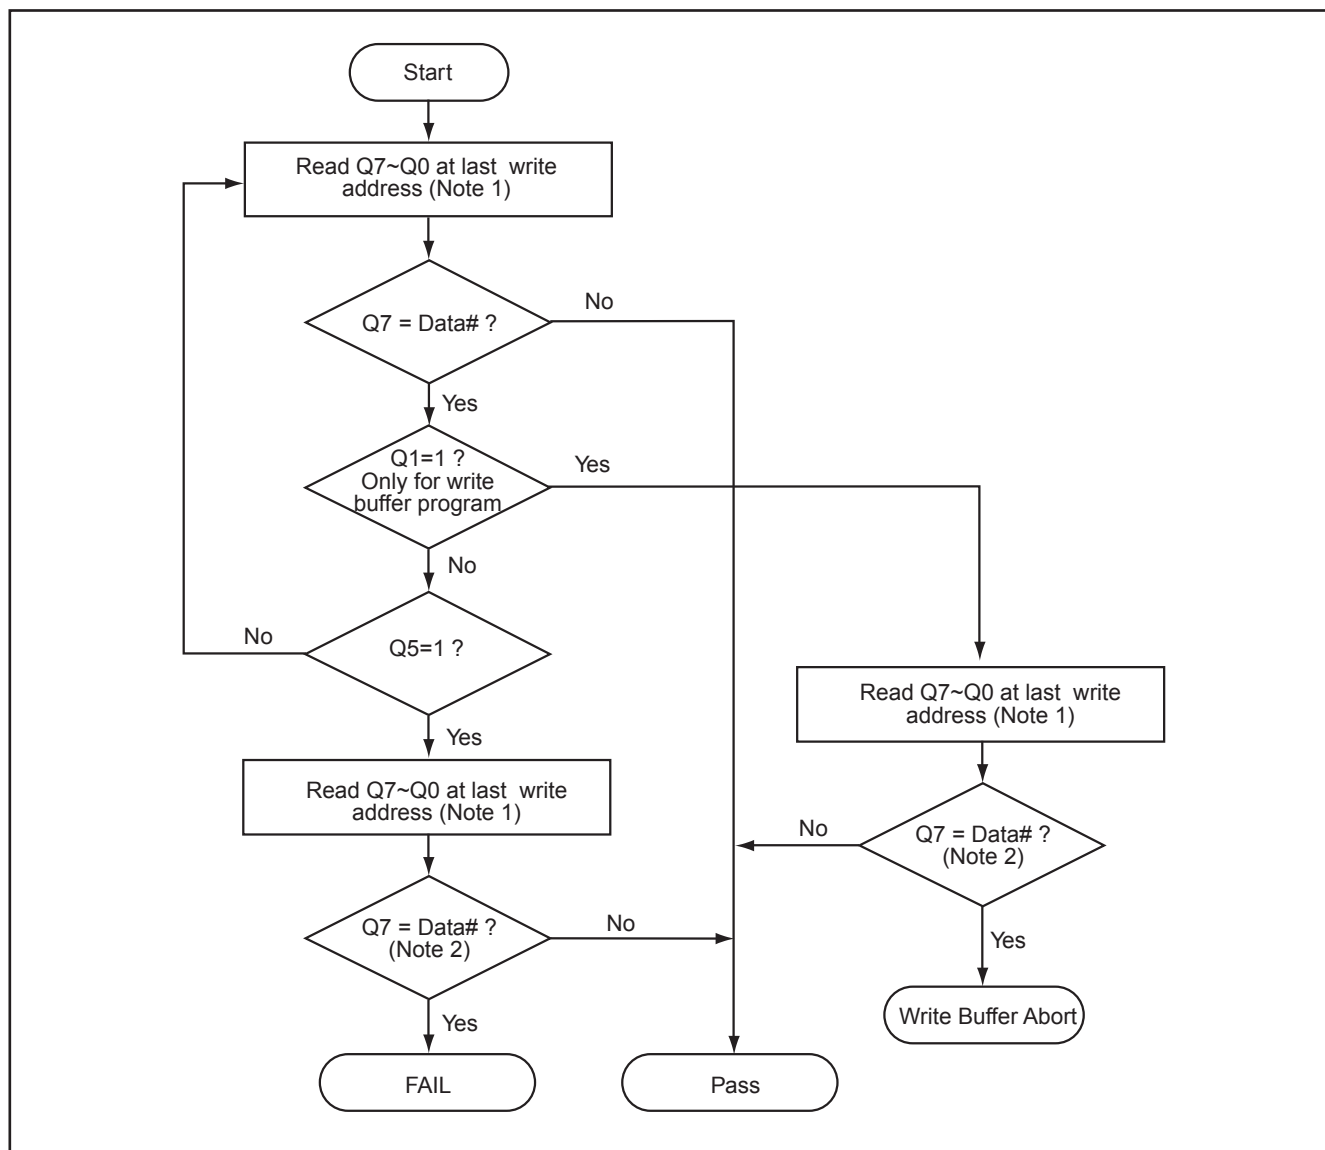 Start
Read Q7~Q0 at last  write
address (Note 1)
No
Q7 = Data# ?
Yes
Q1=1 ?
Only for write
buffer program
Yes
No
No
Q5=1 ?
Yes
Read Q7~Q0 at last  write
address (Note 1)
Read Q7~Q0 at last  write
address (Note 1)
No
Q7 = Data# ?
(Note 2)
Q7 = Data# ?
(Note 2)
No
Yes
Yes
Write Buffer Abort
FAIL
Pass